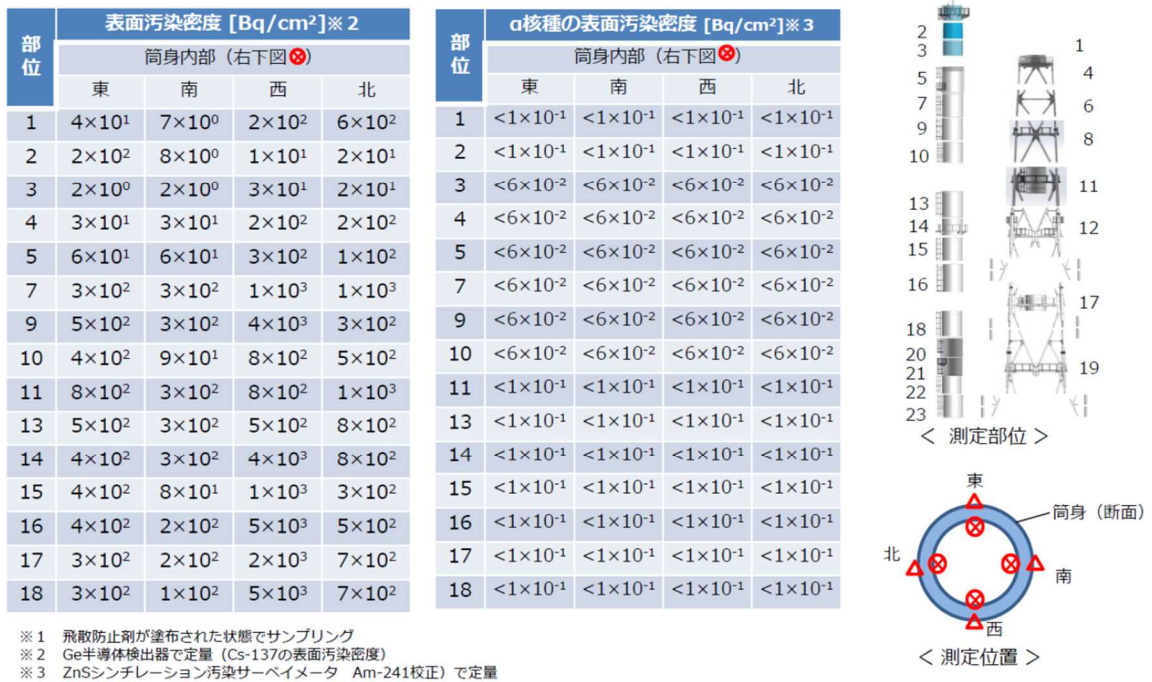 部位 表面汚染密度 [Bq/cm²]※2
筒身内部（右下図⊗）
東 南 西 北
1 4×10¹ 7×10⁰ 2×10² 6×10²
2 2×10² 8×10⁰ 1×10¹ 2×10¹
3 2×10⁰ 2×10⁰ 3×10¹ 2×10¹
4 3×10¹ 3×10¹ 2×10² 2×10²
5 6×10¹ 6×10¹ 3×10² 1×10²
7 3×10² 3×10² 1×10³ 1×10³
9 5×10² 3×10² 4×10³ 3×10²
10 4×10² 9×10¹ 8×10² 5×10²
11 8×10² 3×10² 8×10² 1×10³
13 5×10² 3×10² 5×10² 8×10²
14 4×10² 3×10² 4×10³ 8×10²
15 4×10² 8×10¹ 1×10³ 3×10²
16 4×10² 2×10² 5×10³ 5×10²
17 3×10² 2×10² 2×10³ 7×10²
18 3×10² 1×10² 5×10³ 7×10²
部位 α核種の表面汚染密度 [Bq/cm²]※3
筒身内部（右下図⊗）
東 南 西 北
1 <1×10⁻¹ <1×10⁻¹ <1×10⁻¹ <1×10⁻¹
2 <1×10⁻¹ <1×10⁻¹ <1×10⁻¹ <1×10⁻¹
3 <6×10⁻² <6×10⁻² <6×10⁻² <6×10⁻²
4 <6×10⁻² <6×10⁻² <6×10⁻² <6×10⁻²
5 <6×10⁻² <6×10⁻² <6×10⁻² <6×10⁻²
7 <6×10⁻² <6×10⁻² <6×10⁻² <6×10⁻²
9 <6×10⁻² <6×10⁻² <6×10⁻² <6×10⁻²
10 <6×10⁻² <6×10⁻² <6×10⁻² <6×10⁻²
11 <1×10⁻¹ <1×10⁻¹ <1×10⁻¹ <1×10⁻¹
13 <1×10⁻¹ <1×10⁻¹ <1×10⁻¹ <1×10⁻¹
14 <1×10⁻¹ <1×10⁻¹ <1×10⁻¹ <1×10⁻¹
15 <1×10⁻¹ <1×10⁻¹ <1×10⁻¹ <1×10⁻¹
16 <1×10⁻¹ <1×10⁻¹ <1×10⁻¹ <1×10⁻¹
17 <1×10⁻¹ <1×10⁻¹ <1×10⁻¹ <1×10⁻¹
18 <1×10⁻¹ <1×10⁻¹ <1×10⁻¹ <1×10⁻¹
※1 飛散防止剤が塗布された状態でサンプリング
※2 Ge半導体検出器で定量（Cs-137の表面汚染密度）
※3 ZnSシンチレーション汚染サーベイメータ Am-241校正）で定量
2
3
5
7
9
10
13
14
15
16
18
20
21
22
23
1
4
6
8
11
12
17
19
＜ 測定部位 ＞
東
筒身（断面）
北
南
西
＜ 測定位置 ＞